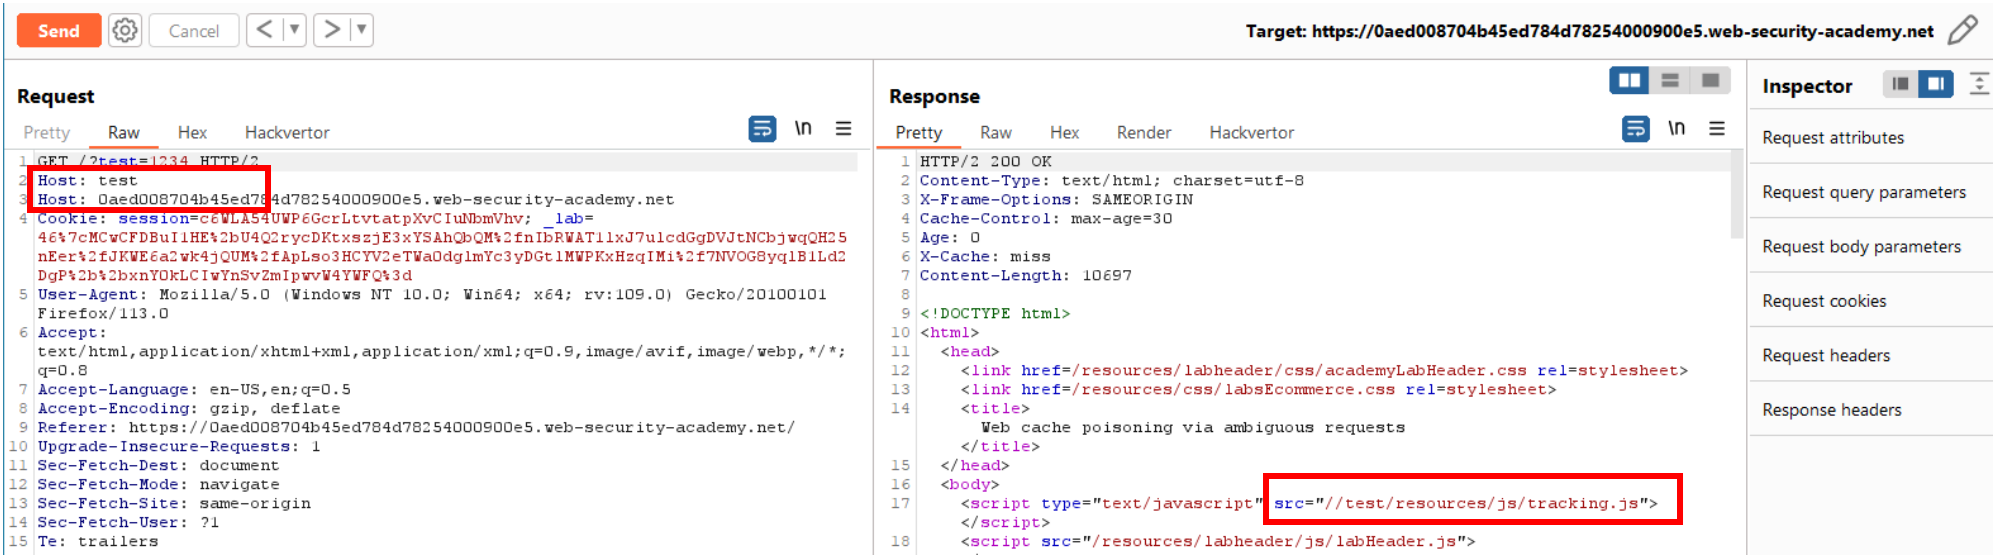 Send
Cancel
<
>
Target: https://0aed008704b45ed784d78254000900e5.web-security-academy.net
Request
Pretty Raw Hex Hackvertor
\n
1 GET /?test=1234 HTTP/2
2 Host: test
3 Host: 0aed008704b45ed784d78254000900e5.web-security-academy.net
4 Cookie: session=c6WLA54UWP6GcrLtvtatpXvCIuNbmVhv; _lab=
46%7cMCwCFDBuI1HE%2bU4Q2rycDKtxszjE3xYSAhQbQM%2fnIbRWAT1lxJ7ulcdGgDVJtNCbjwqQH25
nEer%2fJKWE6a2wk4jQUM%2fApLso3HCYV2eTWa0dglmYc3yDGtlMWPKxHzqIMi%2f7NVOG8yqlB1Ld2
DgP%2b%2bxnY0kLCIwYnSvZmIpwvW4YWFQ%3d
5 User-Agent: Mozilla/5.0 (Windows NT 10.0; Win64; x64; rv:109.0) Gecko/20100101
Firefox/113.0
6 Accept:
text/html,application/xhtml+xml,application/xml;q=0.9,image/avif,image/webp,*/*;
q=0.8
7 Accept-Language: en-US,en;q=0.5
8 Accept-Encoding: gzip, deflate
9 Referer: https://0aed008704b45ed784d78254000900e5.web-security-academy.net/
10 Upgrade-Insecure-Requests: 1
11 Sec-Fetch-Dest: document
12 Sec-Fetch-Mode: navigate
13 Sec-Fetch-Site: same-origin
14 Sec-Fetch-User: ?1
15 Te: trailers
Response
Pretty Raw Hex Render Hackvertor
\n
1 HTTP/2 200 OK
2 Content-Type: text/html; charset=utf-8
3 X-Frame-Options: SAMEORIGIN
4 Cache-Control: max-age=30
5 Age: 0
6 X-Cache: miss
7 Content-Length: 10697
8
9 <!DOCTYPE html>
10 <html>
11 <head>
12 <link href=/resources/labheader/css/academyLabHeader.css rel=stylesheet>
13 <link href=/resources/css/labsEcommerce.css rel=stylesheet>
14 <title>
Web cache poisoning via ambiguous requests
</title>
15 </head>
16 <body>
17 <script type="text/javascript" src="//test/resources/js/tracking.js">
</script>
18 <script src="/resources/labheader/js/labHeader.js">
Inspector
Request attributes
Request query parameters
Request body parameters
Request cookies
Request headers
Response headers